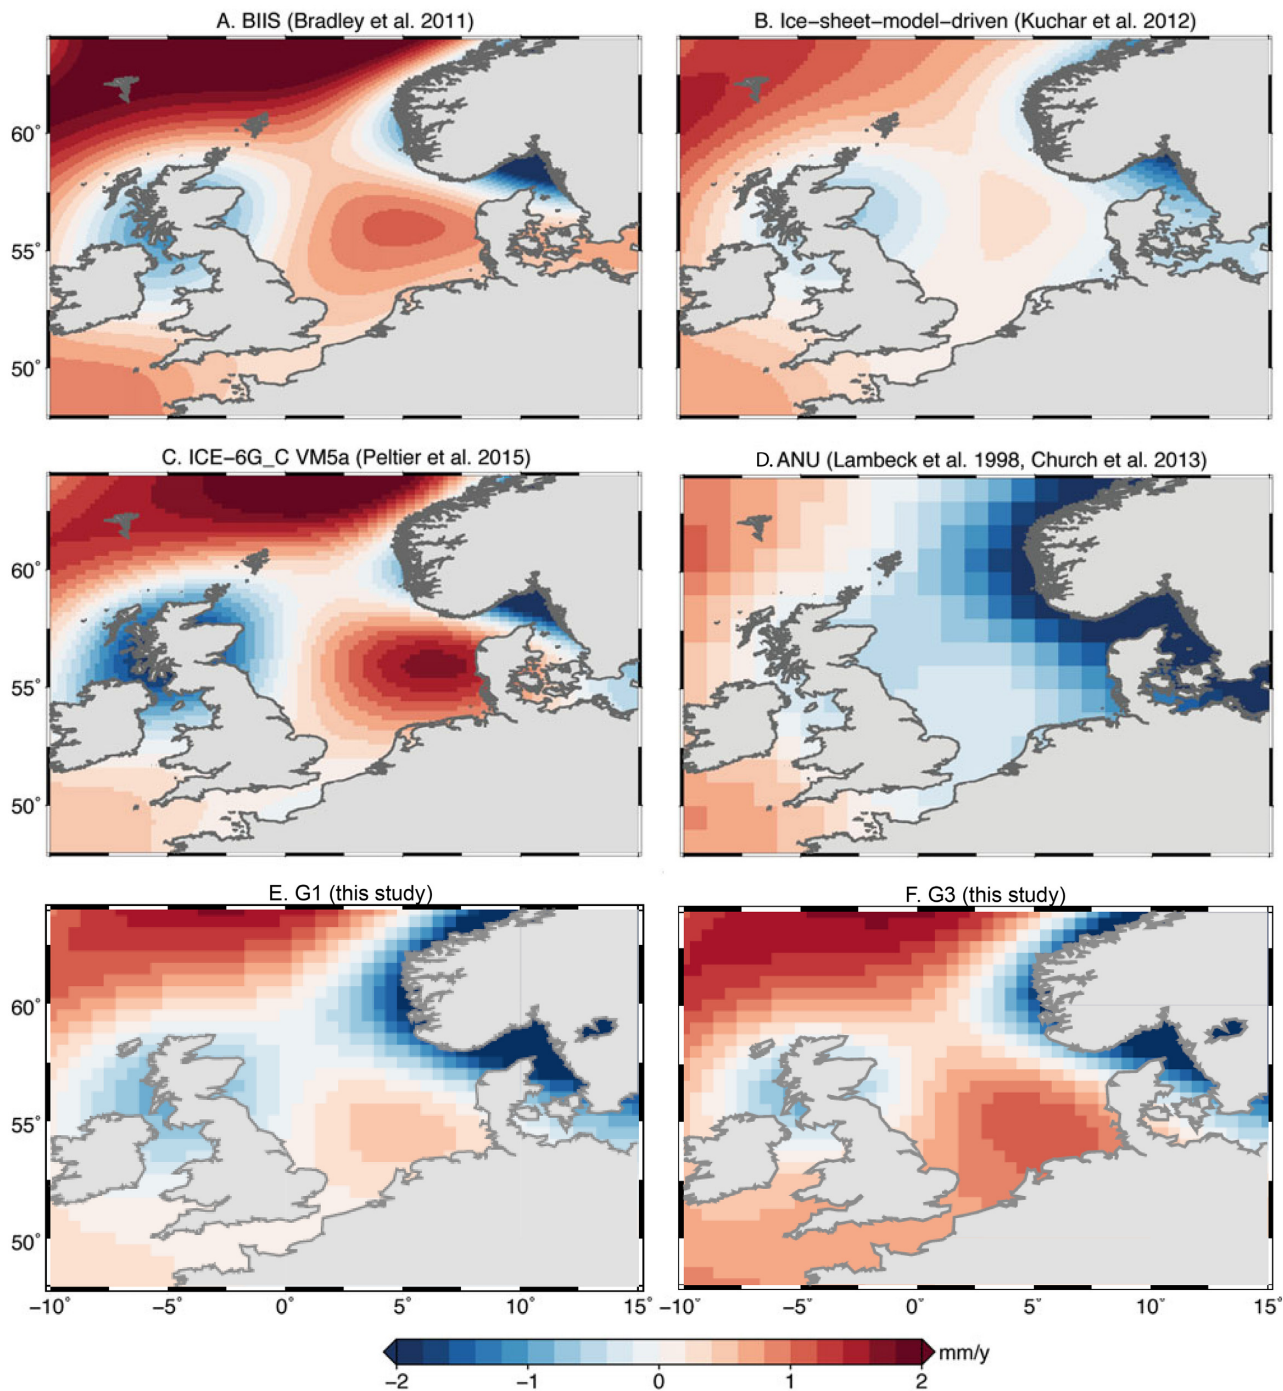 A. BIIS (Bradley et al. 2011)
B. Ice−sheet−model−driven (Kuchar et al. 2012)
60˚
55˚
50˚
C. ICE−6G_C VM5a (Peltier et al. 2015)
D. ANU (Lambeck et al. 1998, Church et al. 2013)
60˚
55˚
50˚
E. G1 (this study)
F. G3 (this study)
60˚
55˚
50˚
−10˚ −5˚ 0˚ 5˚ 10˚ 15˚
−10˚ −5˚ 0˚ 5˚ 10˚ 15˚
mm/y
−2 −1 0 1 2